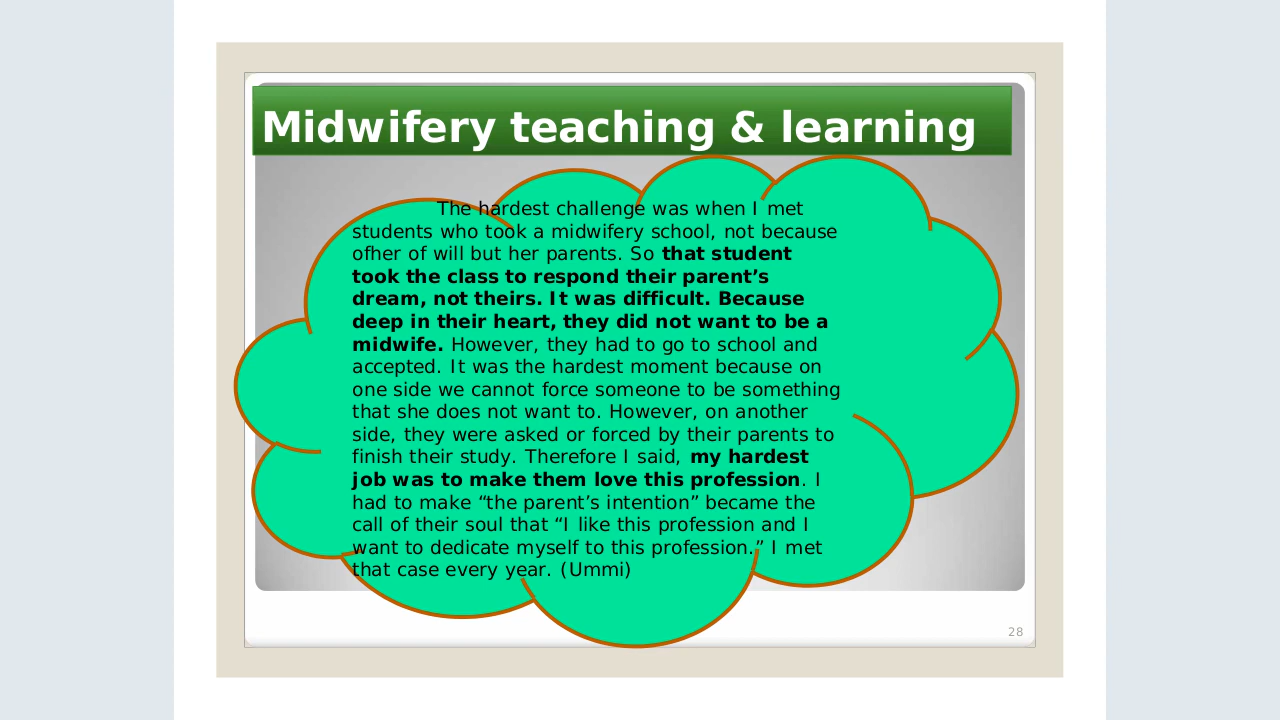 Midwifery teaching & learning
The hardest challenge was when I met
students who took a midwifery school, not because
ofher of will but her parents. So that student
took the class to respond their parent’s
dream, not theirs. It was difficult. Because
deep in their heart, they did not want to be a
midwife. However, they had to go to school and
accepted. It was the hardest moment because on
one side we cannot force someone to be something
that she does not want to. However, on another
side, they were asked or forced by their parents to
finish their study. Therefore I said, my hardest
job was to make them love this profession. I
had to make “the parent’s intention” became the
call of their soul that “I like this profession and I
want to dedicate myself to this profession.” I met
that case every year. (Ummi)
28